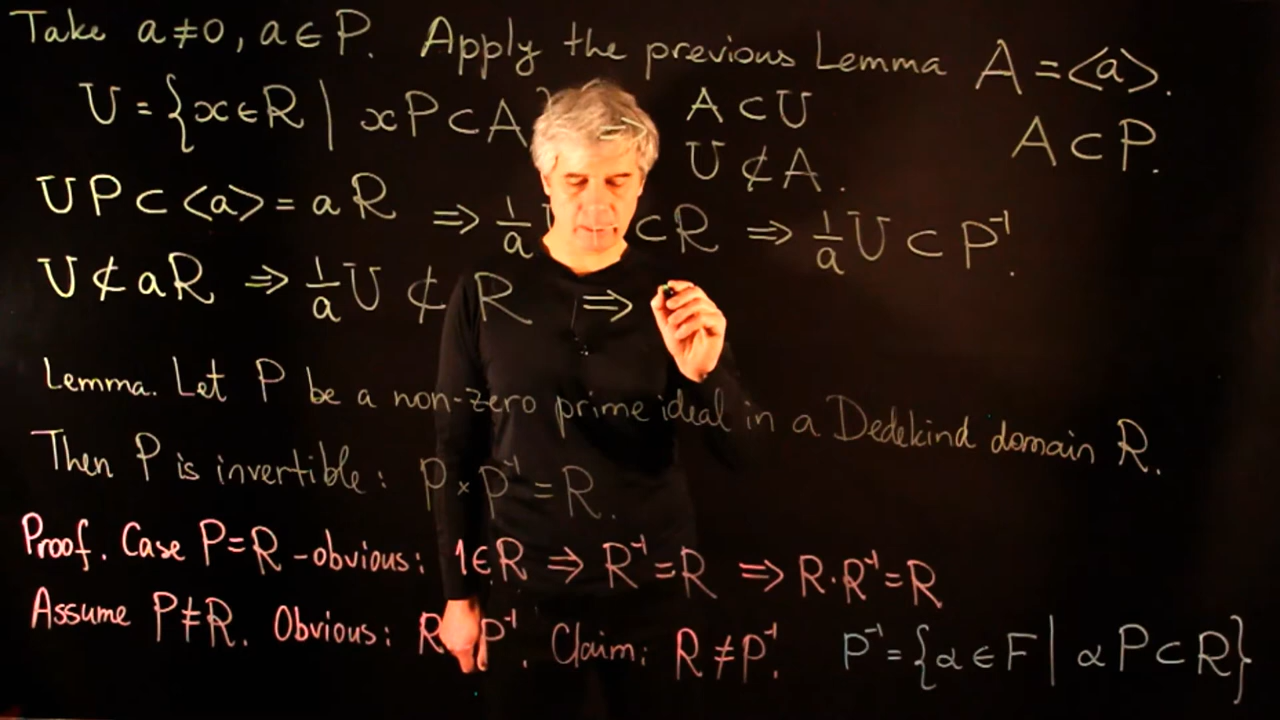 Take a ≠ 0, a ∈ P. Apply the previous Lemma A = <a>.
U = {x ∈ R | xP ⊂ A} A ⊂ U A ⊂ P.
U ⊄ A.
UP ⊂ <a> = aR ⇒ 1/a U ⊂ R ⇒ 1/a U ⊂ P⁻¹.
U ⊄ aR ⇒ 1/a U ⊄ R ⇒
Lemma. Let P be a non-zero prime ideal in a Dedekind domain R.
Then P is invertible: P × P⁻¹ = R.
Proof. Case P=R - obvious: 1∈R ⇒ R⁻¹=R ⇒ R·R⁻¹=R
Assume P≠R. Obvious: R P⁻¹. Claim: R ≠ P⁻¹. P⁻¹ = {α ∈ F | αP ⊂ R}